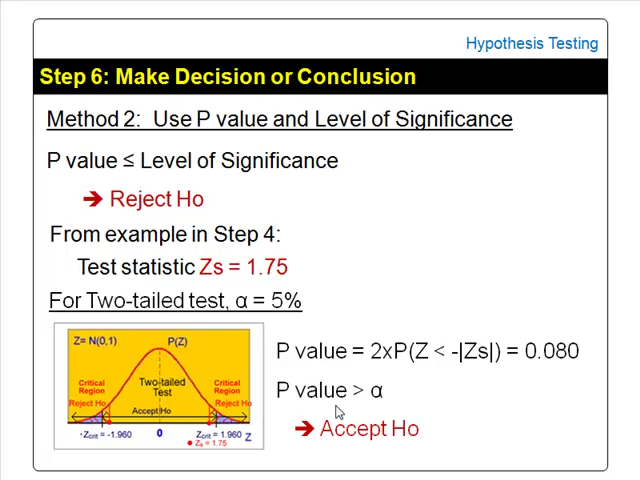 Hypothesis Testing
Step 6: Make Decision or Conclusion
Method 2: Use P value and Level of Significance
P value ≤ Level of Significance
➔ Reject Ho
From example in Step 4:
Test statistic Zs = 1.75
For Two-tailed test, α = 5%
Z= N(0,1) P(Z)
Critical Region
Reject Ho
Two-tailed Test
Accept Ho
Critical Region
Reject Ho
-Zcrit = -1.960 0 Zcrit = 1.960 Z
Zs = 1.75
P value = 2xP(Z < -|Zs|) = 0.080
P value > α
➔ Accept Ho